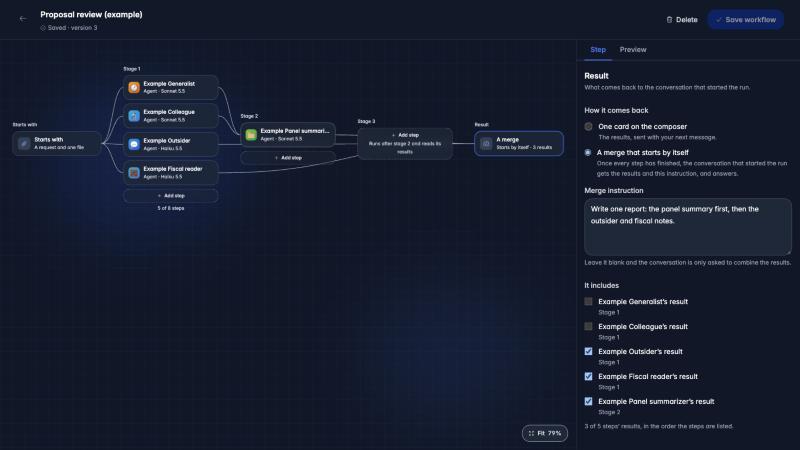 Proposal review (example)
Saved · version 3
Delete
Save workflow
Starts with
Starts with
A request and one file
Stage 1
Example Generalist
Agent · Sonnet 5.5
Example Colleague
Agent · Sonnet 5.5
Example Outsider
Agent · Haiku 5.5
Example Fiscal reader
Agent · Haiku 5.5
+ Add step
5 of 8 steps
Stage 2
Example Panel summari...
Agent · Sonnet 5.5
+ Add step
Stage 3
+ Add step
Runs after stage 2 and reads its
results
Result
A merge
Starts by itself · 3 results
Fit 79%
Step
Preview
Result
What comes back to the conversation that started the run.
How it comes back
One card on the composer
The results, sent with your next message.
A merge that starts by itself
Once every step has finished, the conversation that started the run
gets the results and this instruction, and answers.
Merge instruction
Write one report: the panel summary first, then the
outsider and fiscal notes.
Leave it blank and the conversation is only asked to combine the results.
It includes
Example Generalist's result
Stage 1
Example Colleague's result
Stage 1
Example Outsider's result
Stage 1
Example Fiscal reader's result
Stage 1
Example Panel summarizer's result
Stage 2
3 of 5 steps' results, in the order the steps are listed.